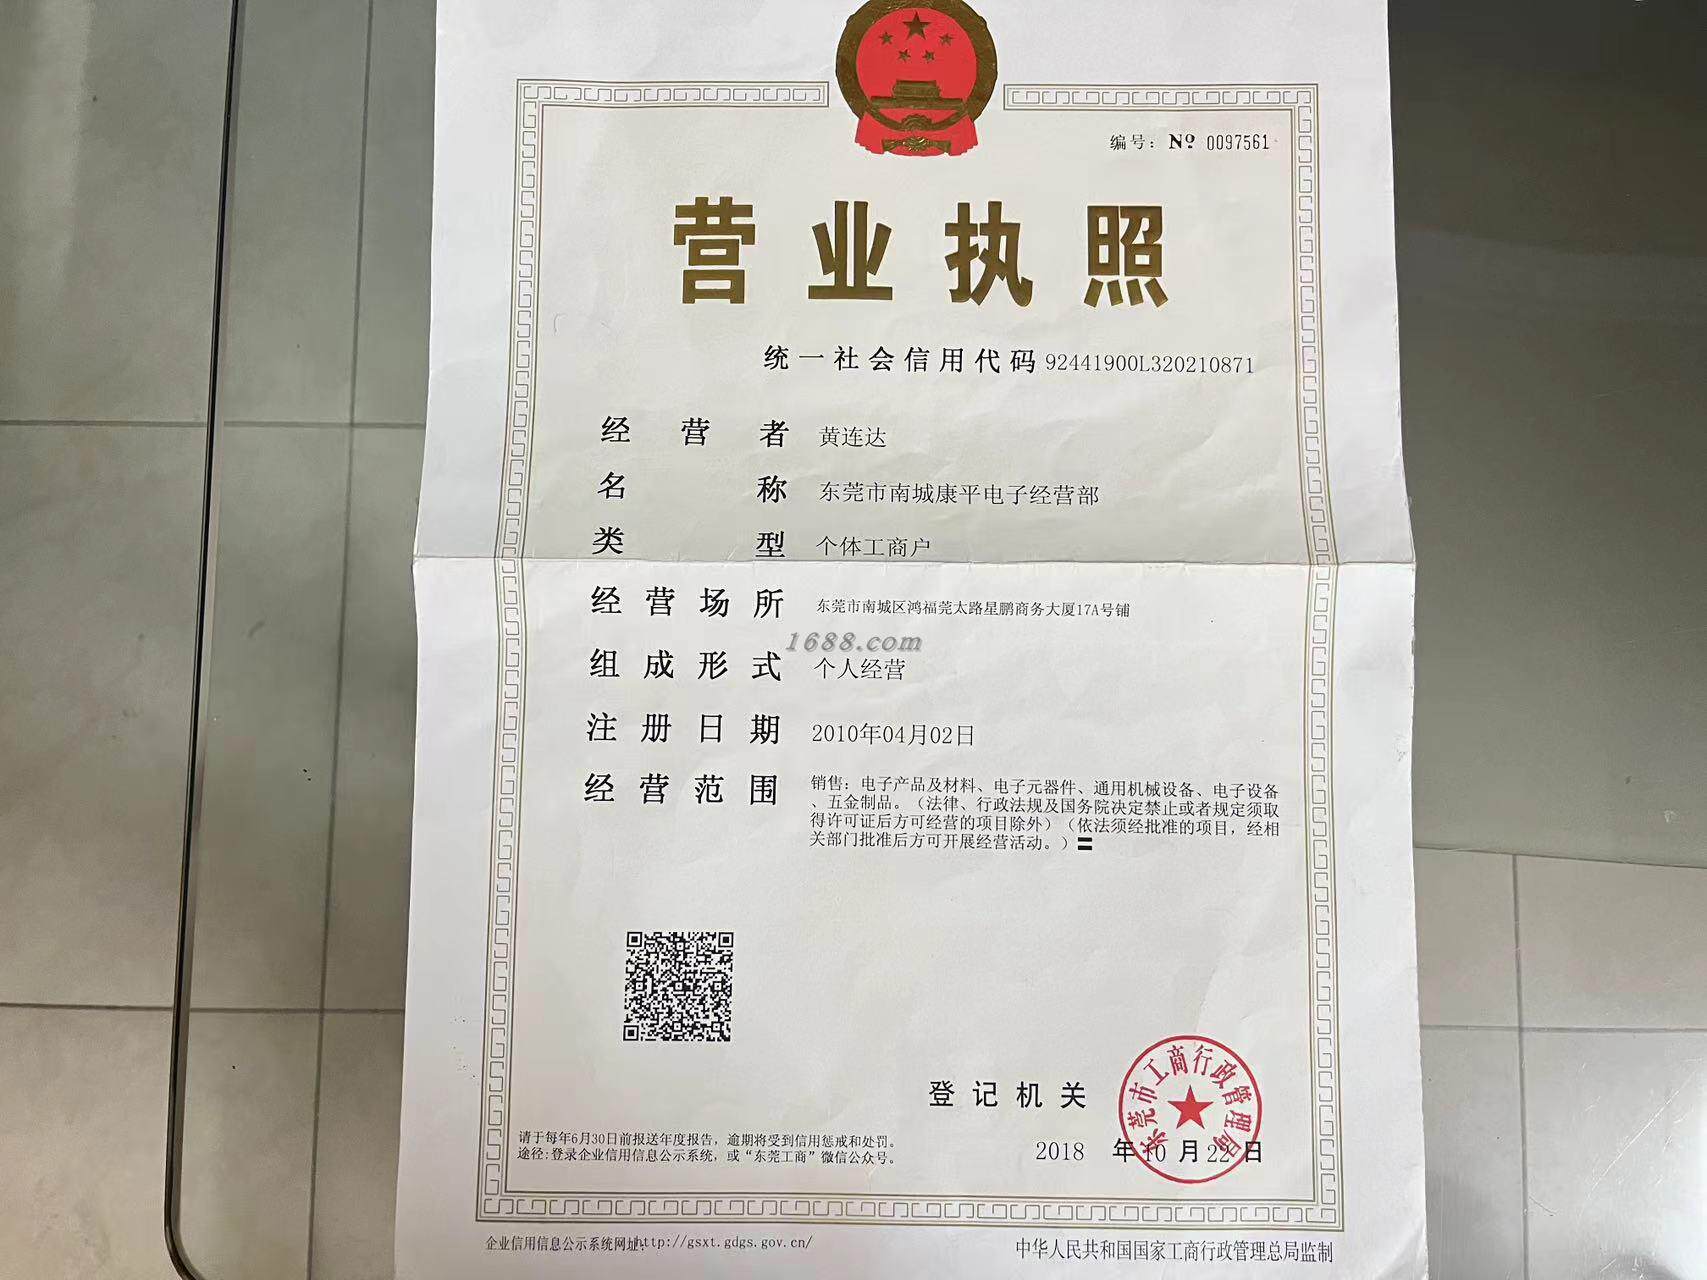 编号：№ 0097561
营业执照
统一社会信用代码 92441900L320210871
经营者 黄连达
名称 东莞市南城康平电子经营部
类型 个体工商户
经营场所 东莞市南城区鸿福莞太路星鹏商务大厦17A号铺
1688.com
组成形式 个人经营
注册日期 2010年04月02日
经营范围 销售：电子产品及材料、电子元器件、通用机械设备、电子设备
、五金制品。（法律、行政法规及国务院决定禁止或者规定须取
得许可证后方可经营的项目除外）（依法须经批准的项目，经相
关部门批准后方可开展经营活动。）〓
登记机关
东莞市工商行政管理局
2018 年10 月22日
请于每年6月30日前报送年度报告，逾期将受到信用惩戒和处罚。
途径:登录企业信用信息公示系统，或“东莞工商”微信公众号。
企业信用信息公示系统网址：http://gsxt.gdgs.gov.cn/
中华人民共和国国家工商行政管理总局监制